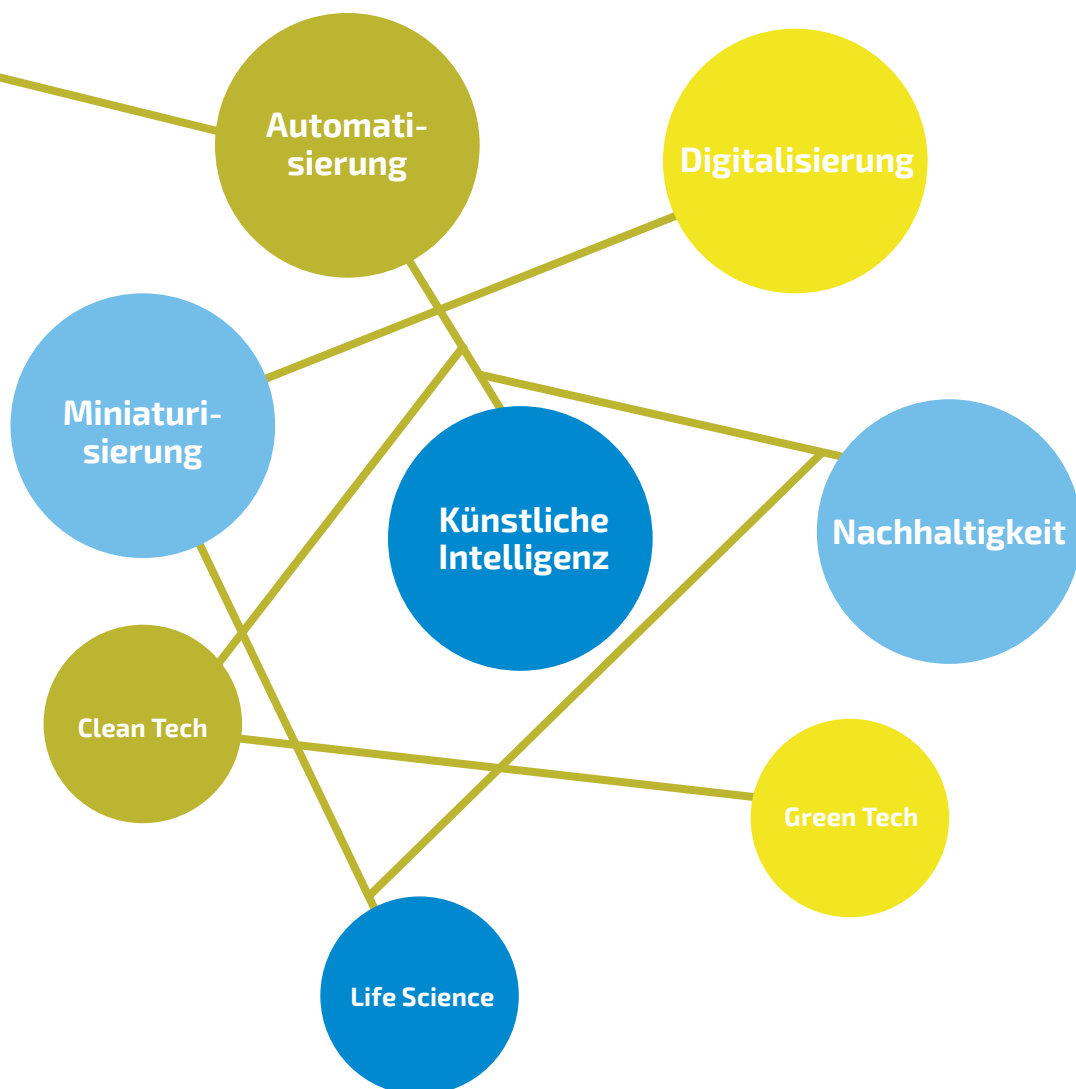 Automati-
sierung
Digitalisierung
Miniaturi-
sierung
Künstliche
Intelligenz
Nachhaltigkeit
Clean Tech
Green Tech
Life Science